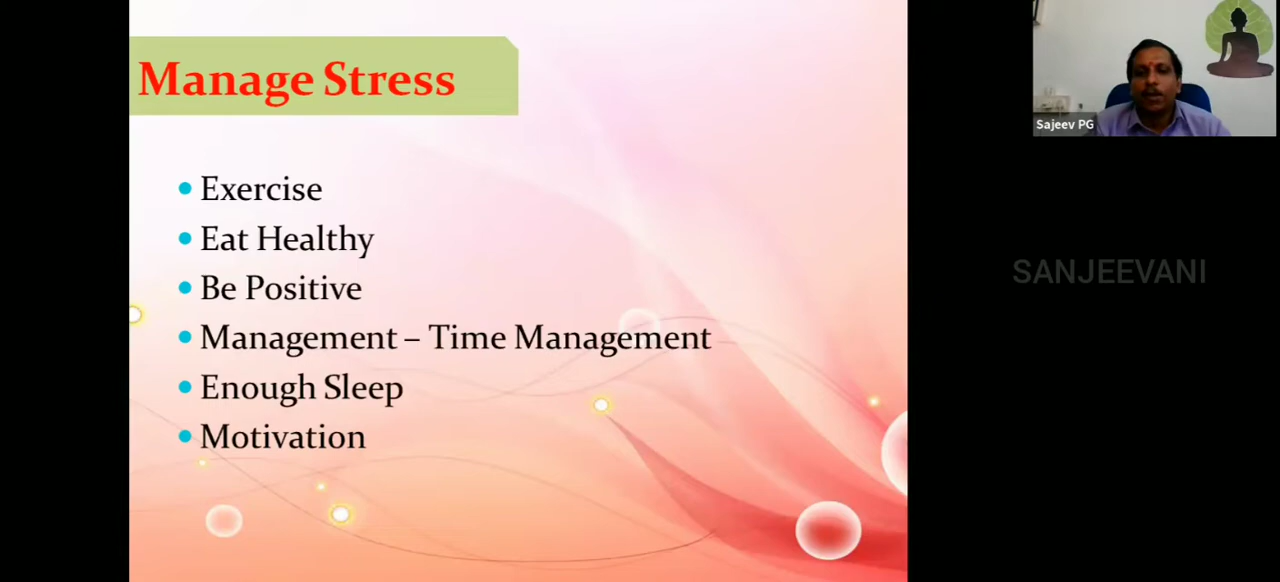 Manage Stress
Exercise
Eat Healthy
Be Positive
Management – Time Management
Enough Sleep
Motivation
Sajeev PG
SANJEEVANI